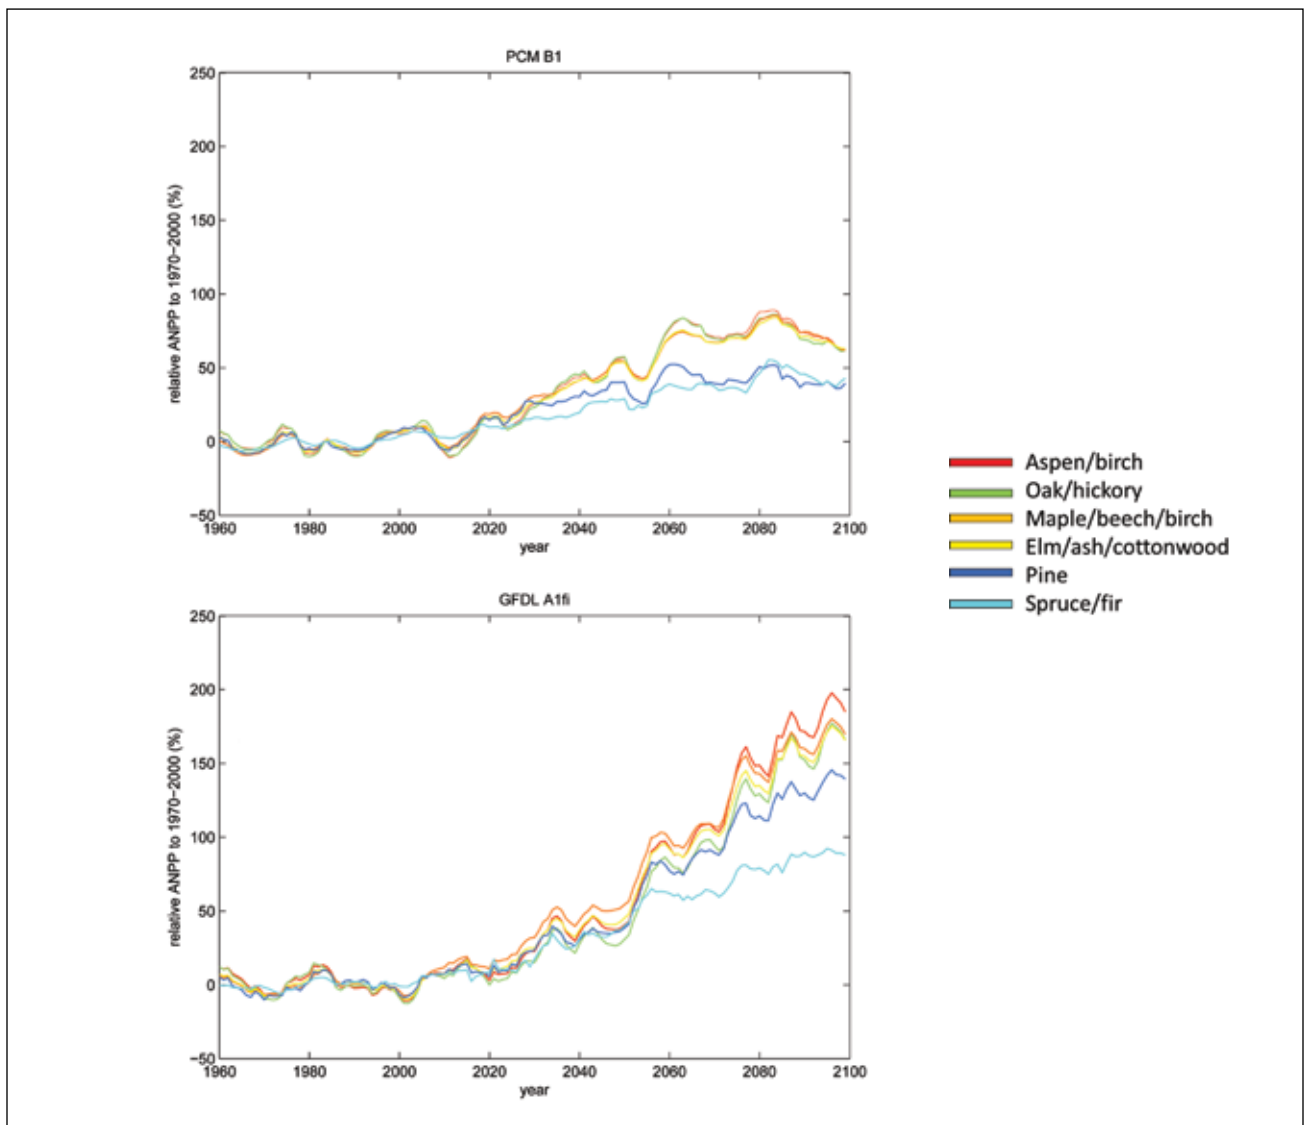 PCM B1
250
200
150
100
50
0
−50
relative ANPP to 1970−2000 (%)
1960 1980 2000 2020 2040 2060 2080 2100
year
Aspen/birch
Oak/hickory
Maple/beech/birch
Elm/ash/cottonwood
Pine
Spruce/fir
GFDL A1fi
250
200
150
100
50
0
−50
relative ANPP to 1970−2000 (%)
1960 1980 2000 2020 2040 2060 2080 2100
year